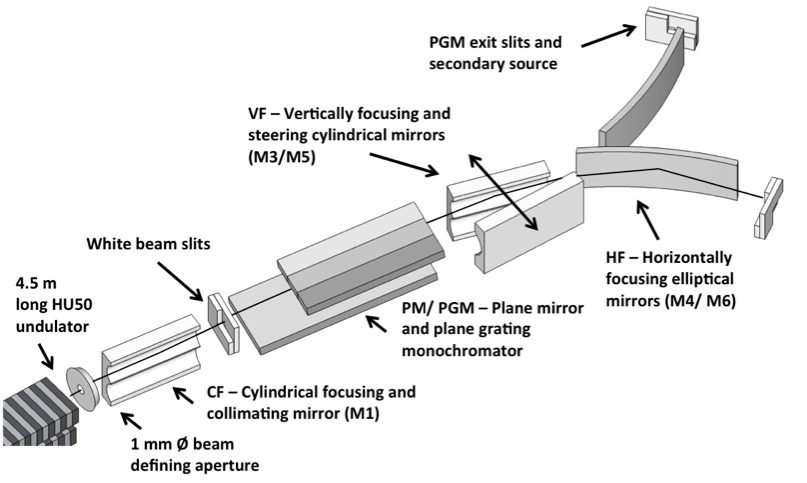 PGM exit slits and
secondary source
VF – Vertically focusing and
steering cylindrical mirrors
(M3/M5)
White beam slits
4.5 m
long HU50
undulator
HF – Horizontally
focusing elliptical
mirrors (M4/ M6)
PM/ PGM – Plane mirror
and plane grating
monochromator
CF – Cylindrical focusing and
collimating mirror (M1)
1 mm Ø beam
defining aperture